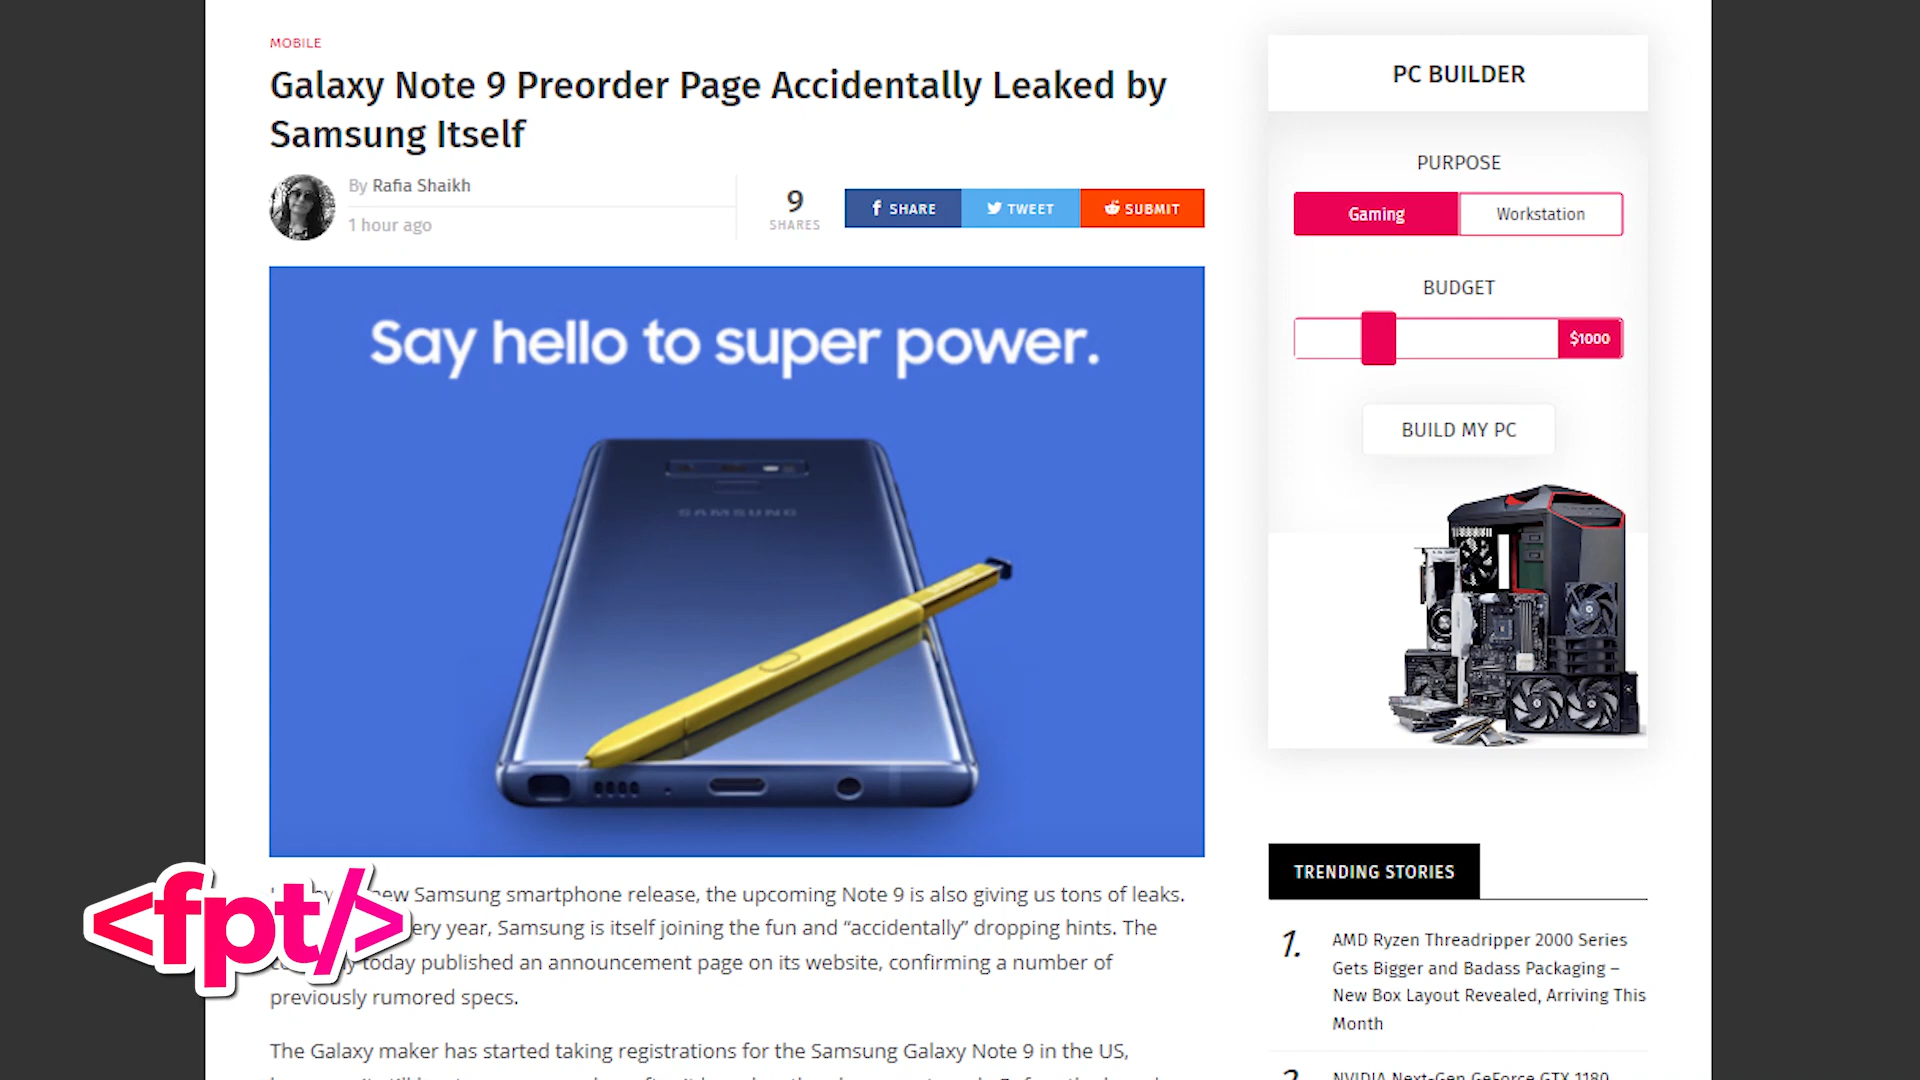 MOBILE
Galaxy Note 9 Preorder Page Accidentally Leaked by
Samsung Itself
By Rafia Shaikh
1 hour ago
9
SHARES
SHARE
TWEET
SUBMIT
Say hello to super power.
SAMSUNG
new Samsung smartphone release, the upcoming Note 9 is also giving us tons of leaks.
year, Samsung is itself joining the fun and “accidentally” dropping hints. The
today published an announcement page on its website, confirming a number of
previously rumored specs.
The Galaxy maker has started taking registrations for the Samsung Galaxy Note 9 in the US,
<fpt/>
PC BUILDER
PURPOSE
Gaming
Workstation
BUDGET
$1000
BUILD MY PC
TRENDING STORIES
1.
AMD Ryzen Threadripper 2000 Series
Gets Bigger and Badass Packaging –
New Box Layout Revealed, Arriving This
Month
NVIDIA Next-Gen GeForce GTX 1180